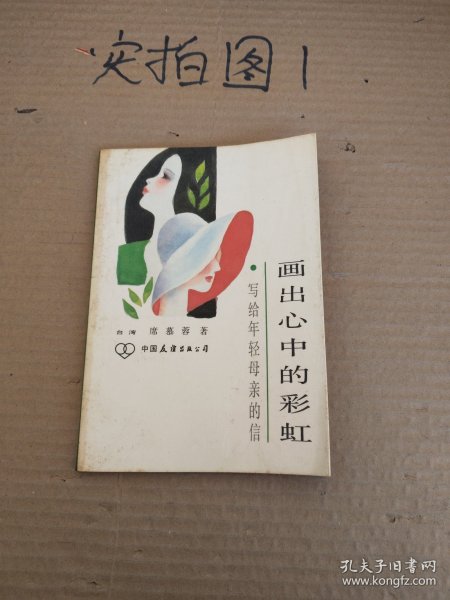 实拍图1
画出心中的彩虹
•写给年轻母亲的信
台湾 席慕蓉 著
中国友谊出版公司
孔夫子旧书网
www.kongfz.com